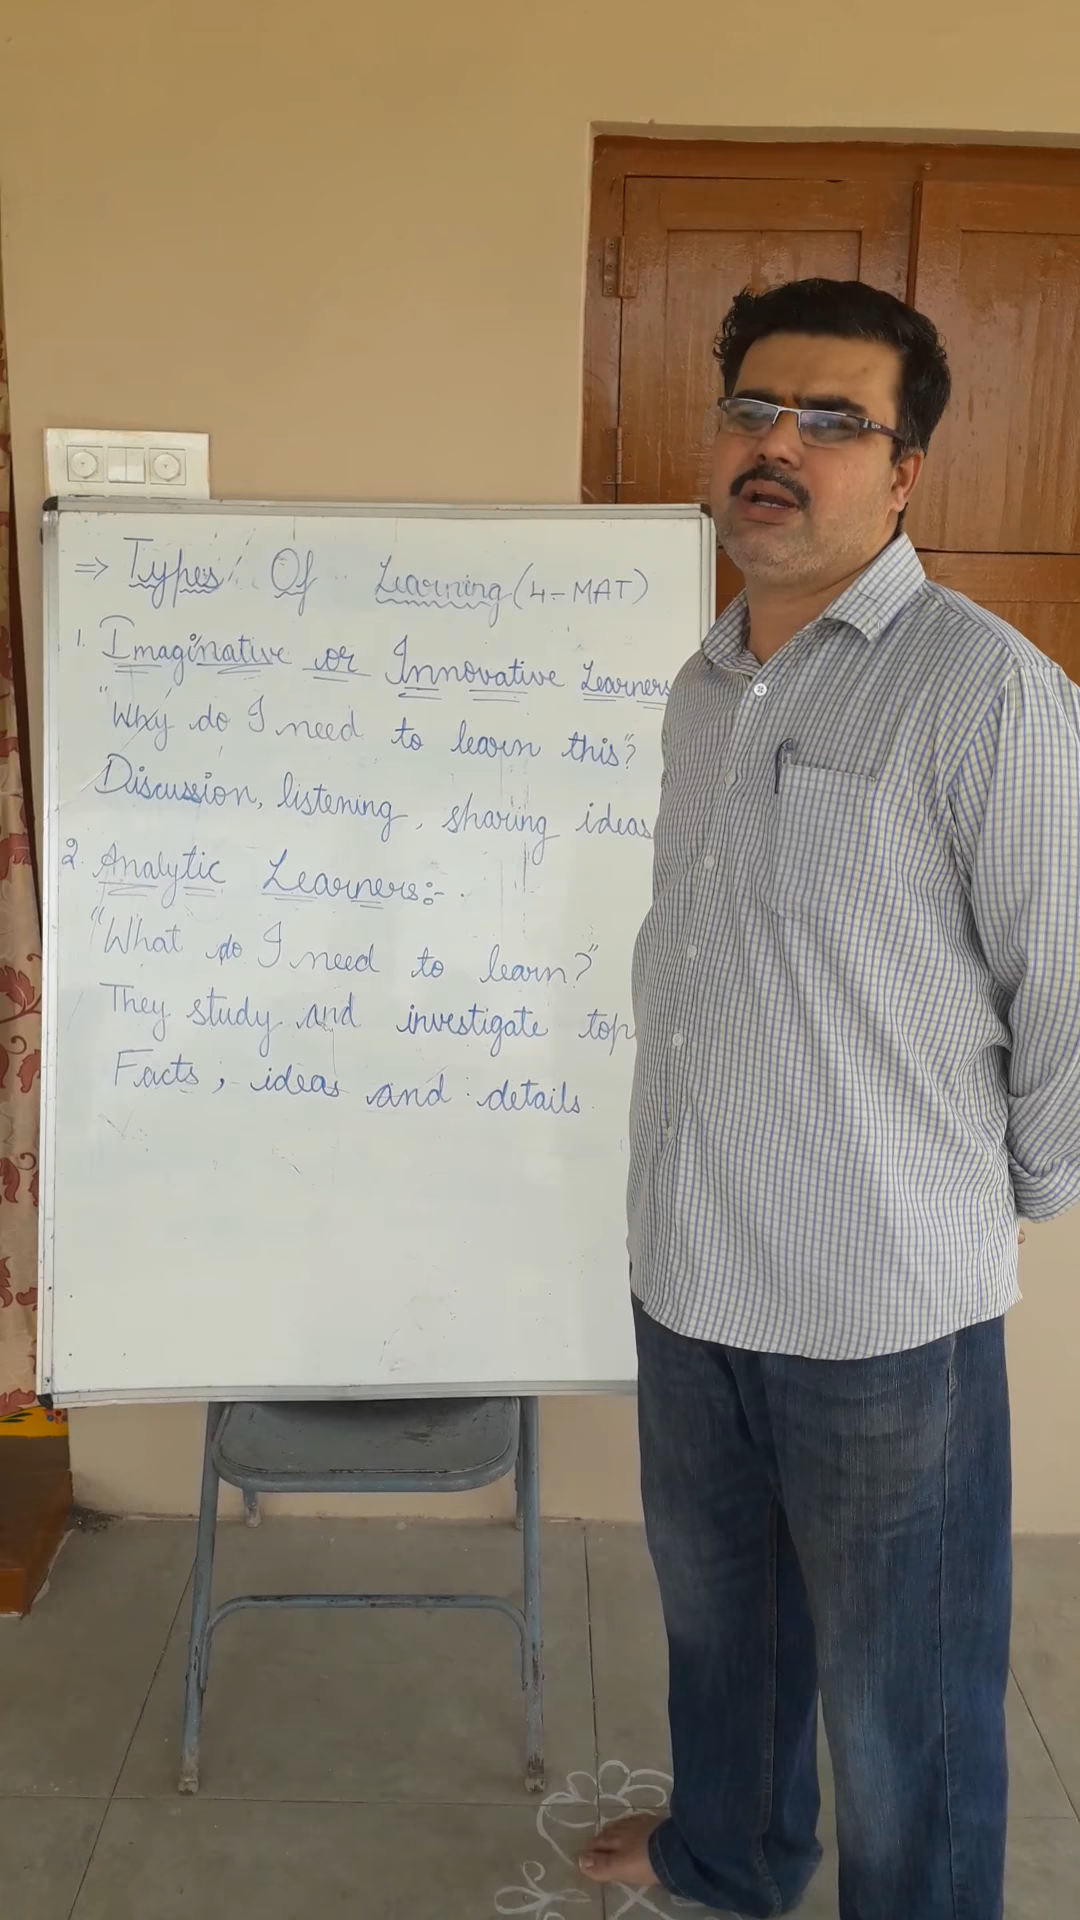 ⇒ Types Of Learning (4-MAT)
1. Imaginative or Innovative Learners
"Why do I need to learn this"?
Discussion, listening, sharing ideas
2. Analytic Learners:-.
"What do I need to learn?"
They study and investigate top
Facts, ideas and details.